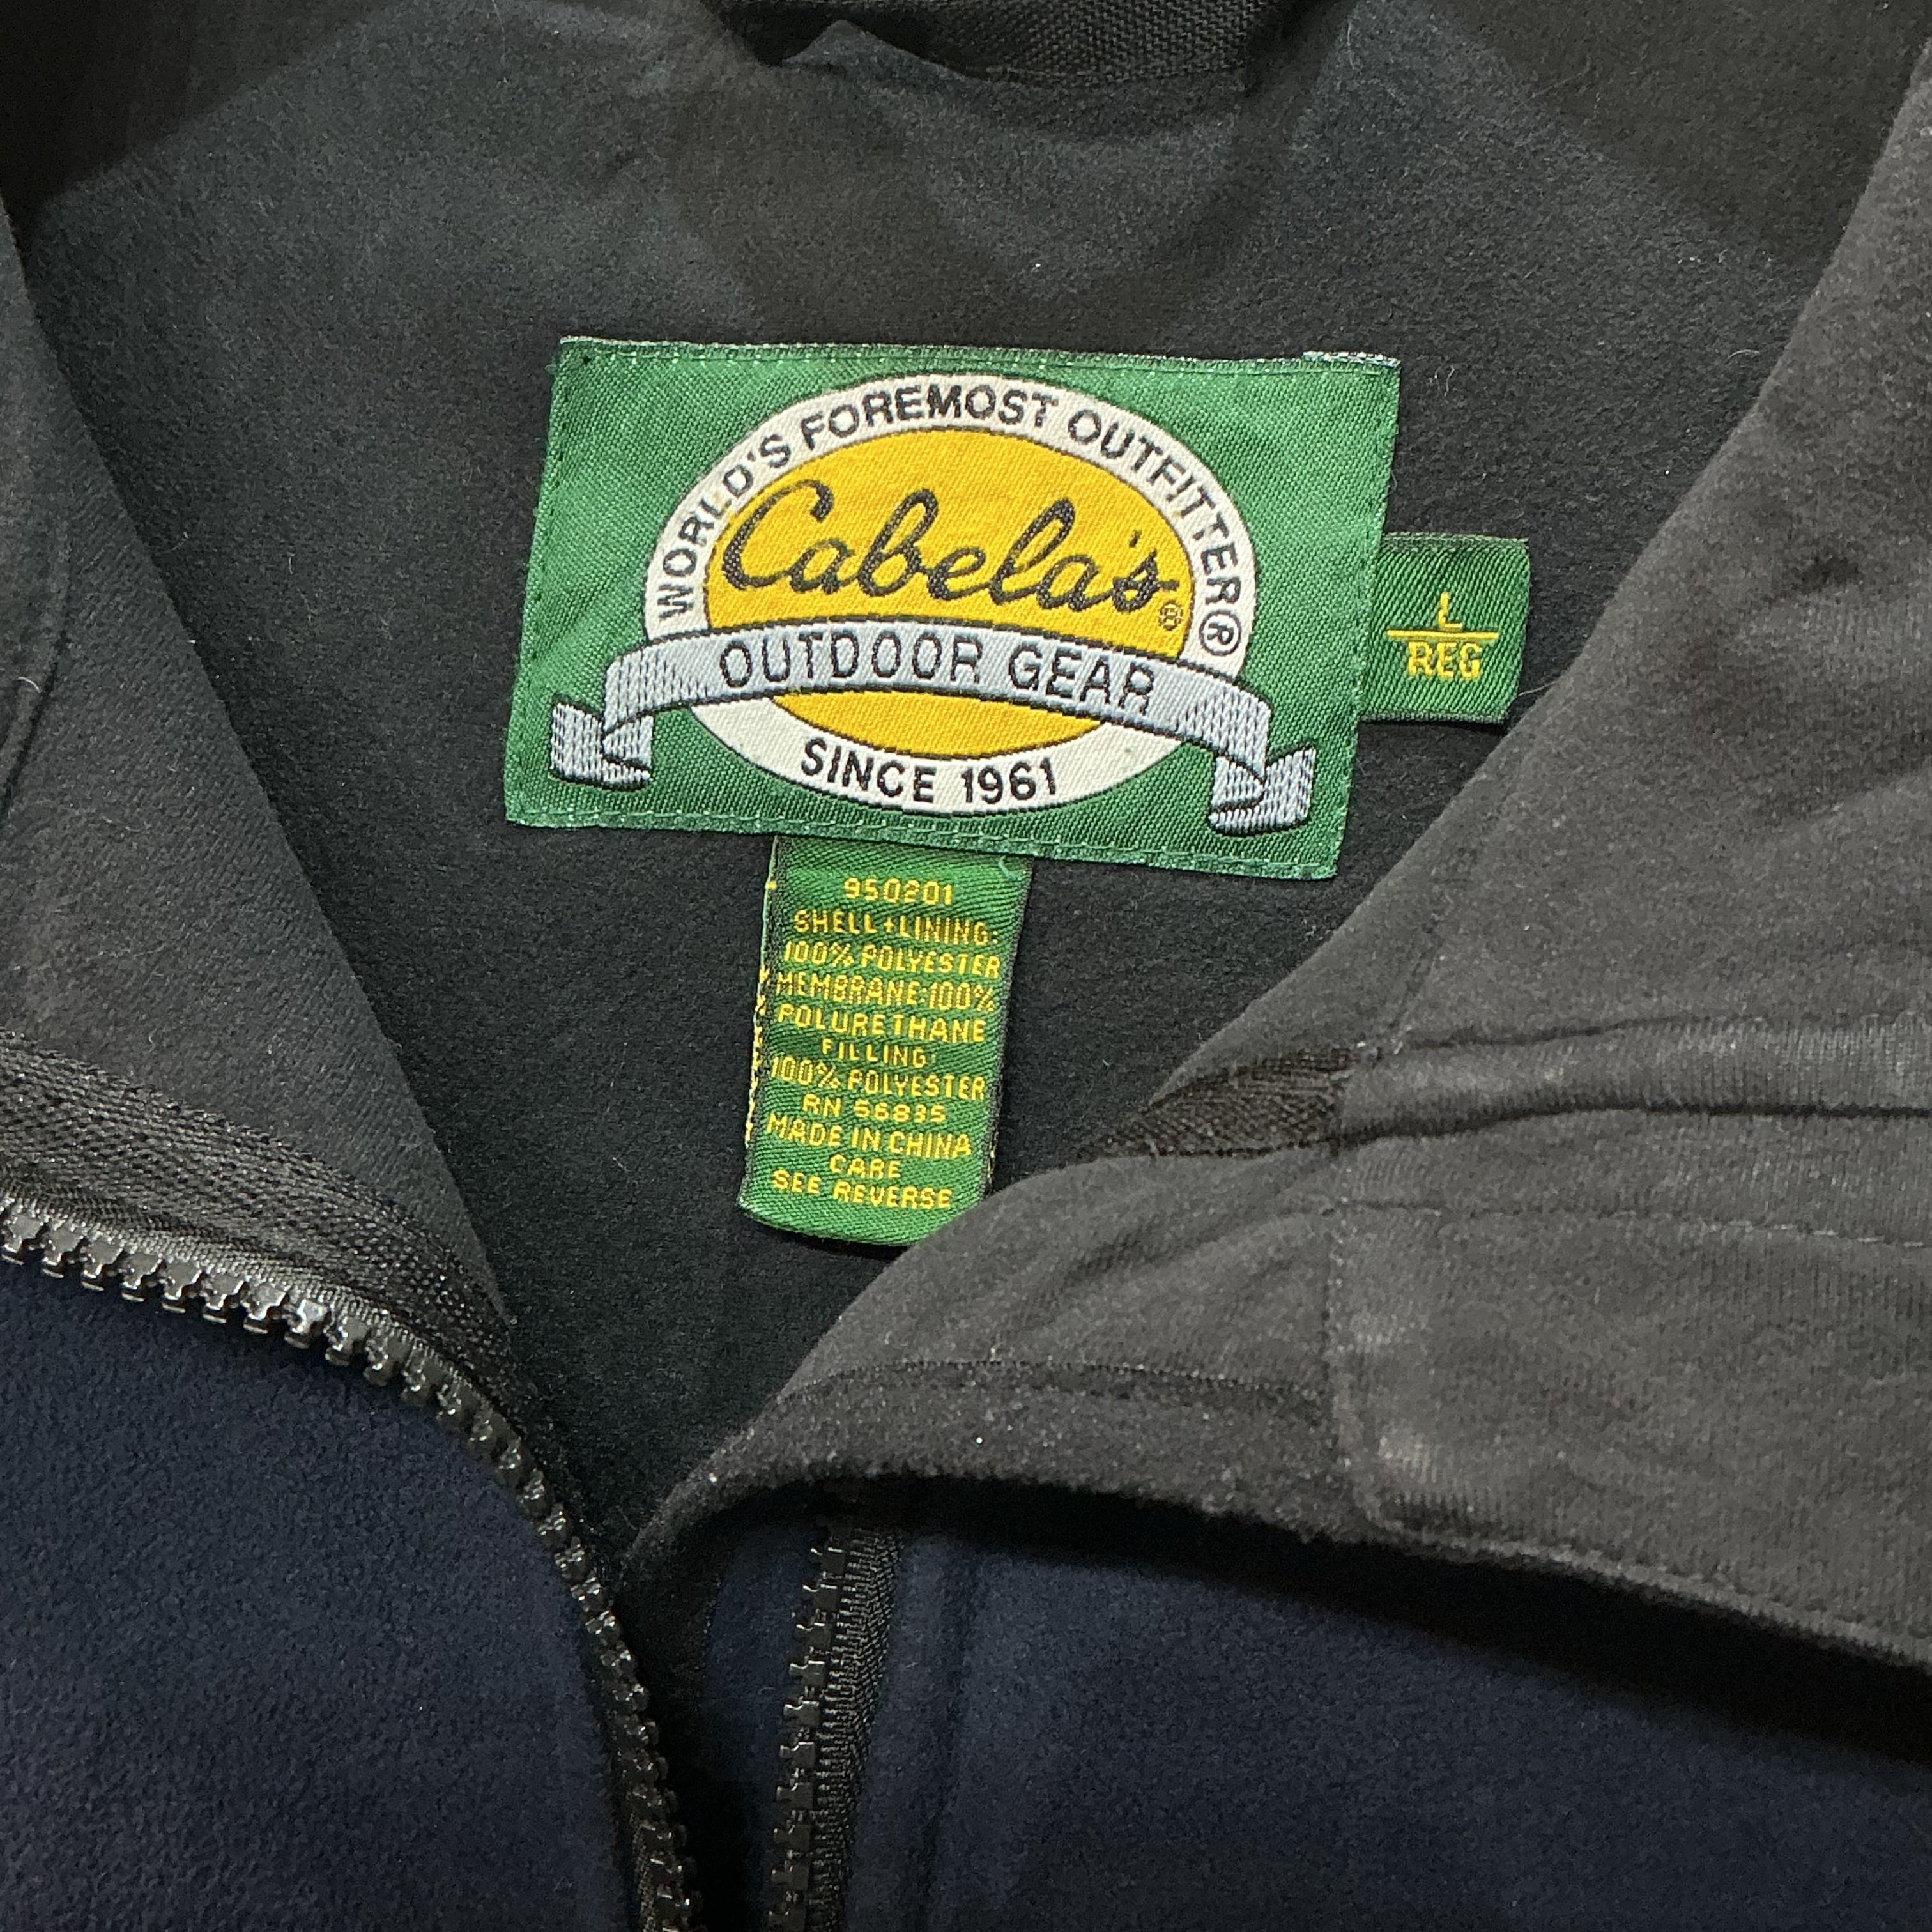 WORLD'S FOREMOST OUTFITTER®
Cabela's®
OUTDOOR GEAR
SINCE 1961
L
REG
950201
SHELL+LINING:
100% POLYESTER
MEMBRANE:100%
POLURETHANE
FILLING:
100% POLYESTER
RN 56835
MADE IN CHINA
CARE
SEE REVERSE